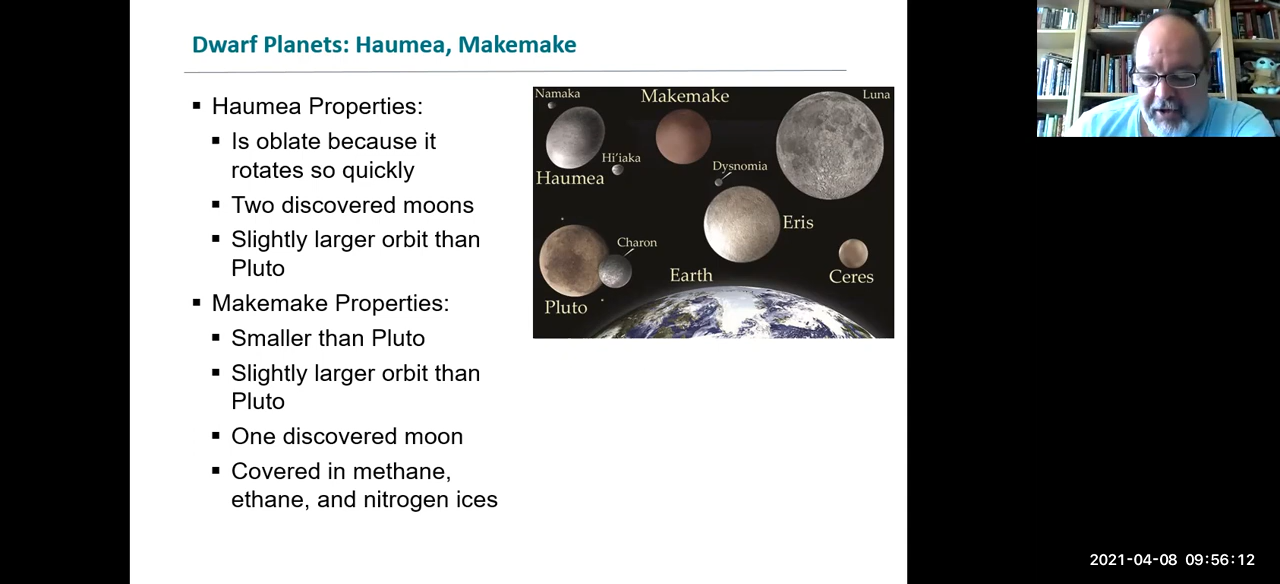 Dwarf Planets: Haumea, Makemake
▪ Haumea Properties:
▪ Is oblate because it
rotates so quickly
▪ Two discovered moons
▪ Slightly larger orbit than
Pluto
▪ Makemake Properties:
▪ Smaller than Pluto
▪ Slightly larger orbit than
Pluto
▪ One discovered moon
▪ Covered in methane,
ethane, and nitrogen ices
Namaka
Makemake
Luna
Hi'iaka
Haumea
Dysnomia
Eris
Charon
Earth
Ceres
Pluto
2021-04-08 09:56:12